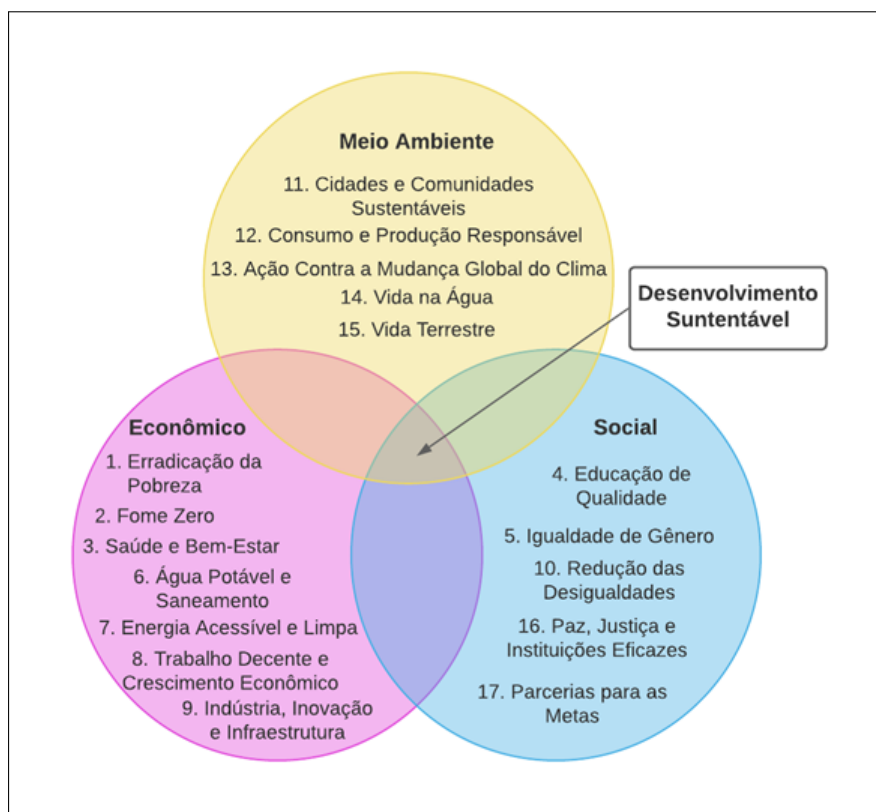 Meio Ambiente
11. Cidades e Comunidades
Sustentáveis
12. Consumo e Produção Responsável
13. Ação Contra a Mudança Global do Clima
14. Vida na Água
15. Vida Terrestre
Desenvolvimento
Suntentável
Econômico
1. Erradicação da
Pobreza
2. Fome Zero
3. Saúde e Bem-Estar
6. Água Potável e
Saneamento
7. Energia Acessível e Limpa
8. Trabalho Decente e
Crescimento Econômico
9. Indústria, Inovação
e Infraestrutura
Social
4. Educação de
Qualidade
5. Igualdade de Gênero
10. Redução das
Desigualdades
16. Paz, Justiça e
Instituições Eficazes
17. Parcerias para as
Metas